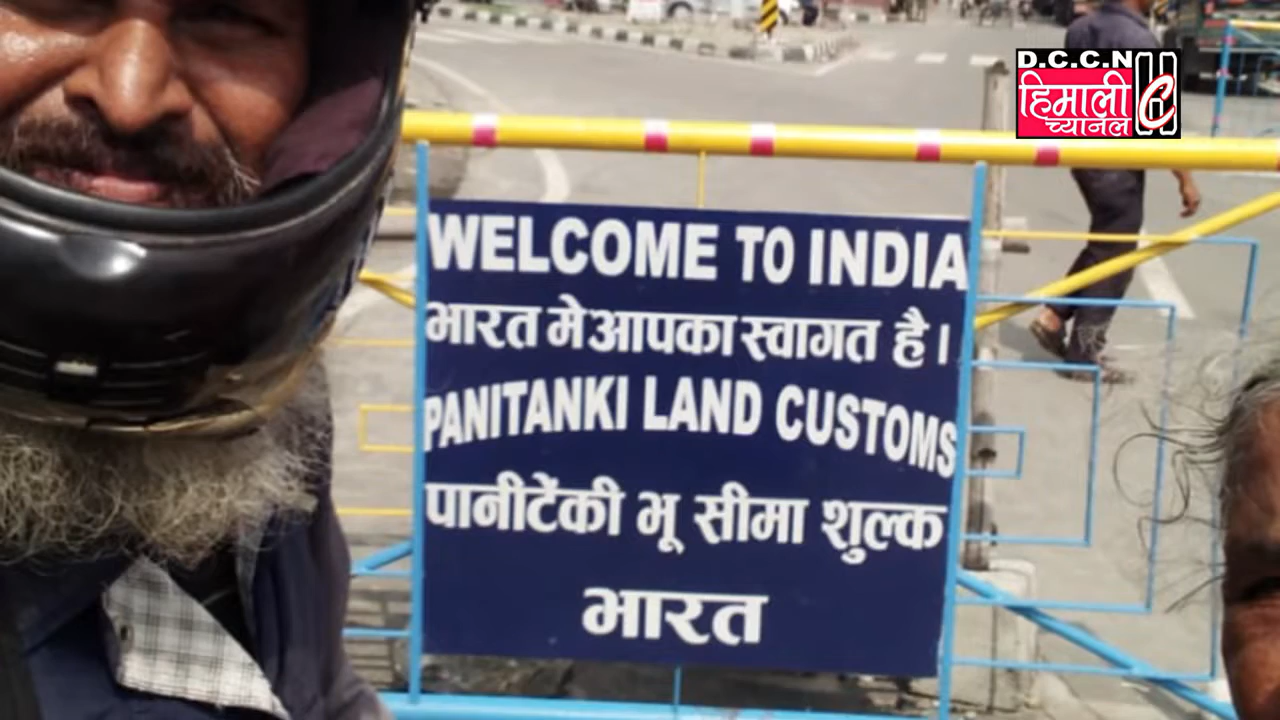 D.C.C.N
हिमाली
च्यानल
WELCOME TO INDIA
भारत मे आपका स्वागत है।
PANITANKI LAND CUSTOMS
पानीटेंकी भू सीमा शुल्क
भारत